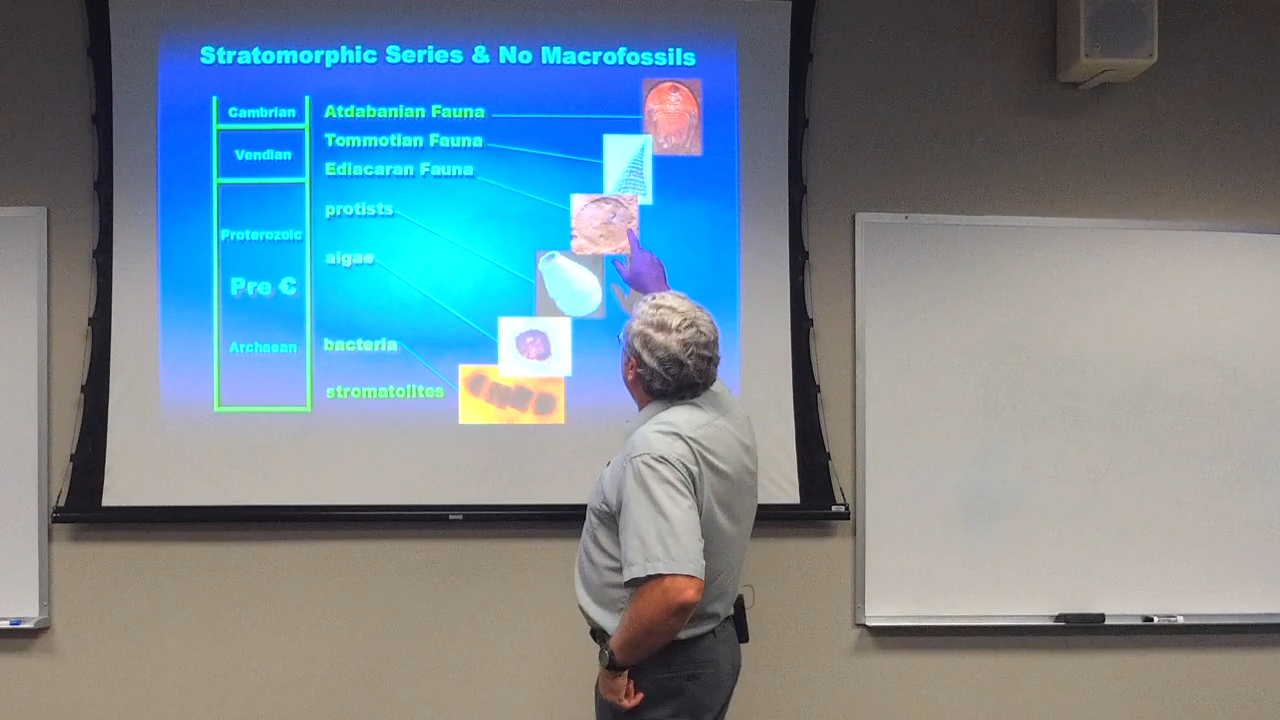 Stratomorphic Series & No Macrofossils
Cambrian
Atdabanian Fauna
Tommotian Fauna
Vendian
Ediacaran Fauna
protists
Proterozoic
algae
Pre Є
Archaean
bacteria
stromatolites